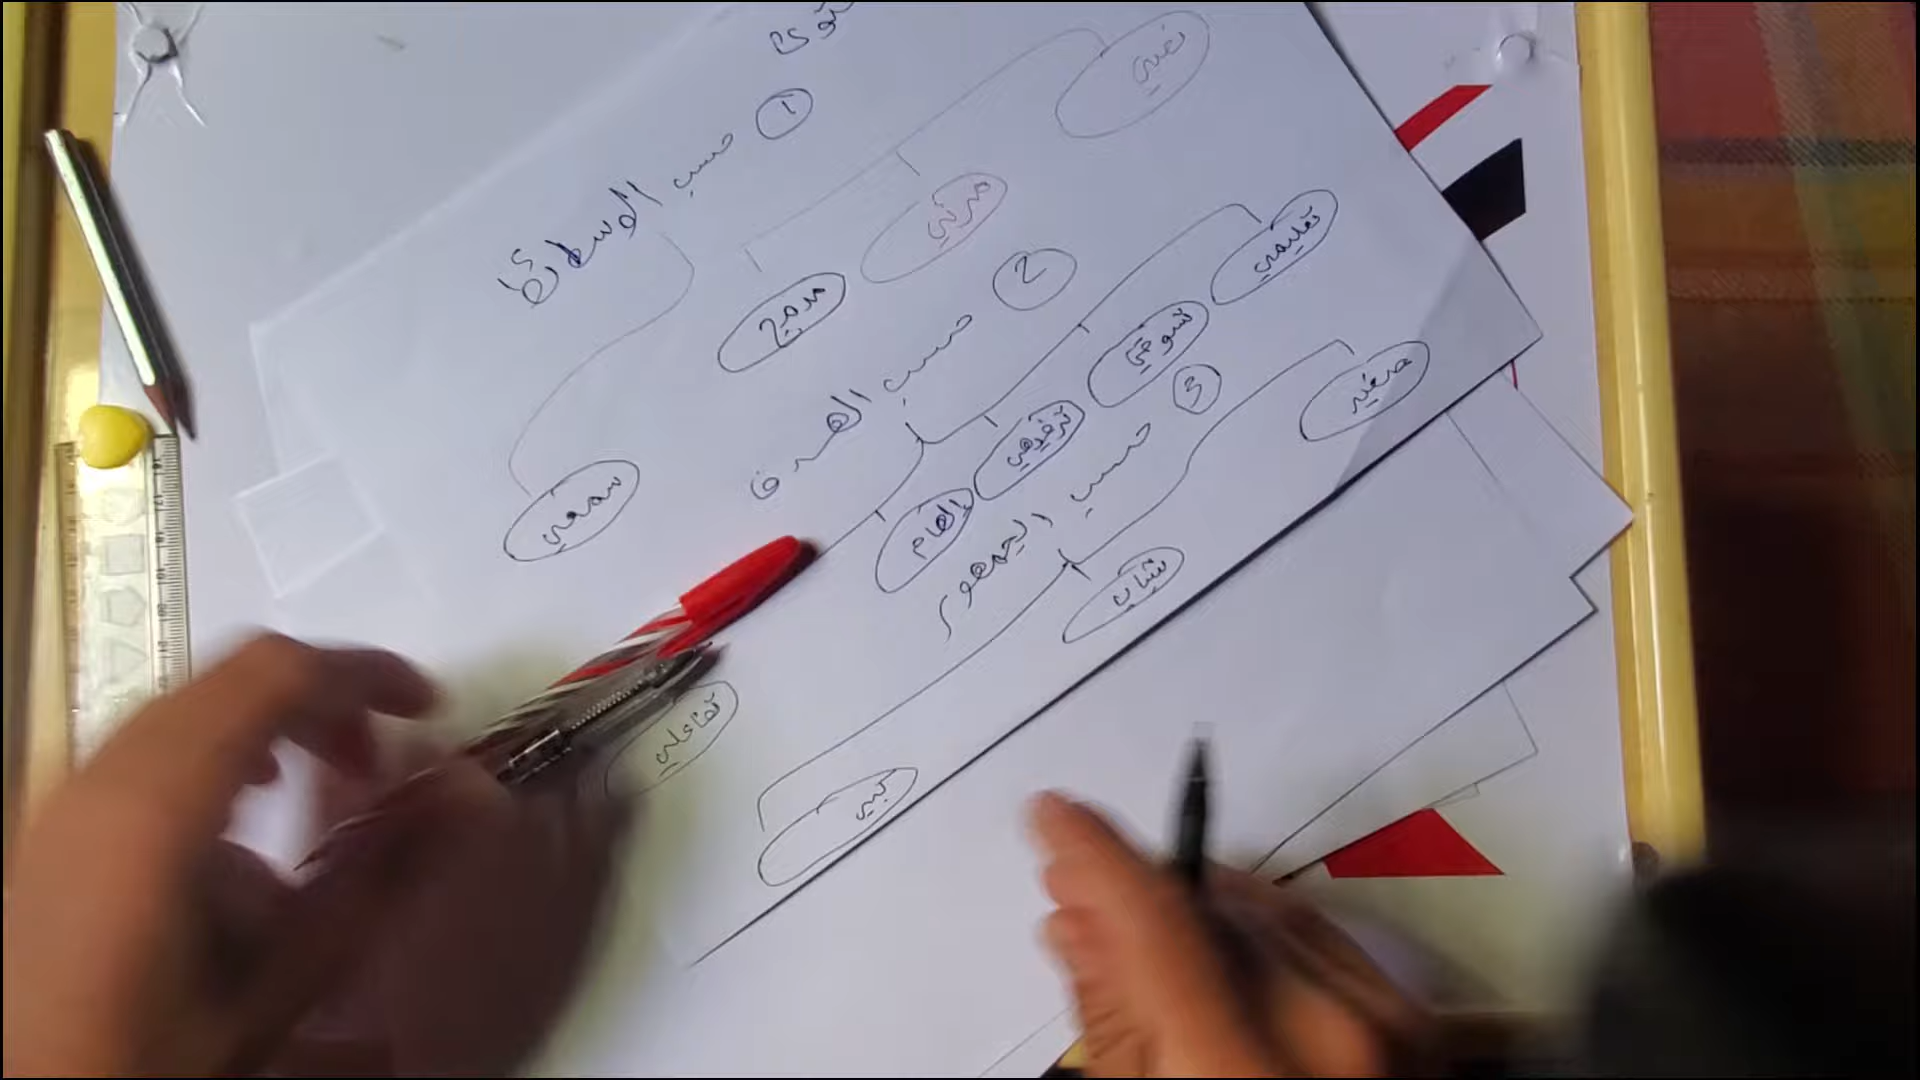 ① حسب الوسائط
نصي
مرئي
مدمج
سمعي
② حسب الهدف
تعليمي
تسويقي
ترفيهي
إلهام
تفاعلي
③ حسب الجمهور
صغير
شباب